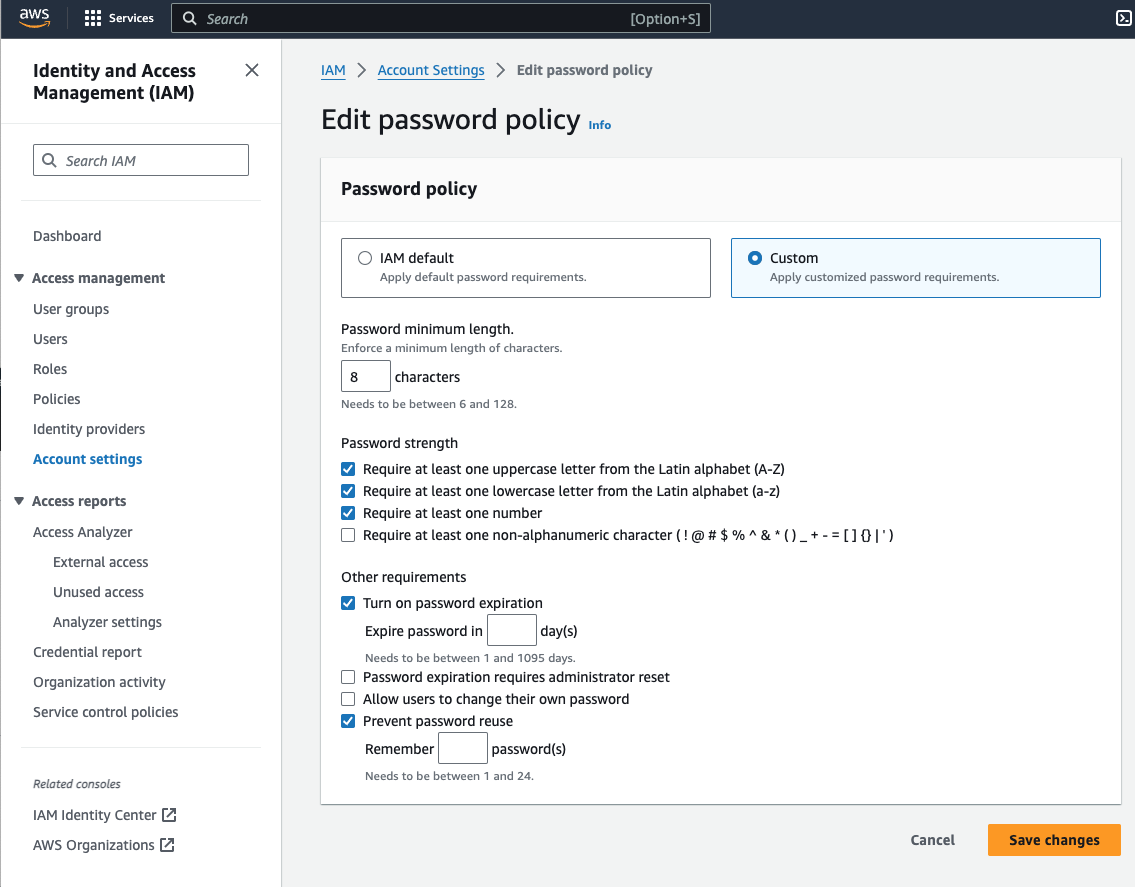 aws
Services
Search
[Option+S]
Identity and Access
Management (IAM)
Search IAM
Dashboard
Access management
User groups
Users
Roles
Policies
Identity providers
Account settings
Access reports
Access Analyzer
External access
Unused access
Analyzer settings
Credential report
Organization activity
Service control policies
Related consoles
IAM Identity Center
AWS Organizations
IAM > Account Settings > Edit password policy
Edit password policy Info
Password policy
IAM default
Apply default password requirements.
Custom
Apply customized password requirements.
Password minimum length.
Enforce a minimum length of characters.
8 characters
Needs to be between 6 and 128.
Password strength
Require at least one uppercase letter from the Latin alphabet (A-Z)
Require at least one lowercase letter from the Latin alphabet (a-z)
Require at least one number
Require at least one non-alphanumeric character ( ! @ # $ % ^ & * ( ) _ + - = [ ] {} | ' )
Other requirements
Turn on password expiration
Expire password in day(s)
Needs to be between 1 and 1095 days.
Password expiration requires administrator reset
Allow users to change their own password
Prevent password reuse
Remember password(s)
Needs to be between 1 and 24.
Cancel
Save changes